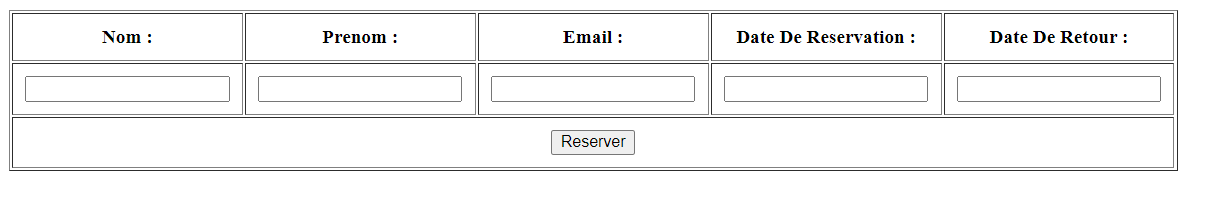 Nom : Prenom : Email : Date De Reservation : Date De Retour :
Reserver